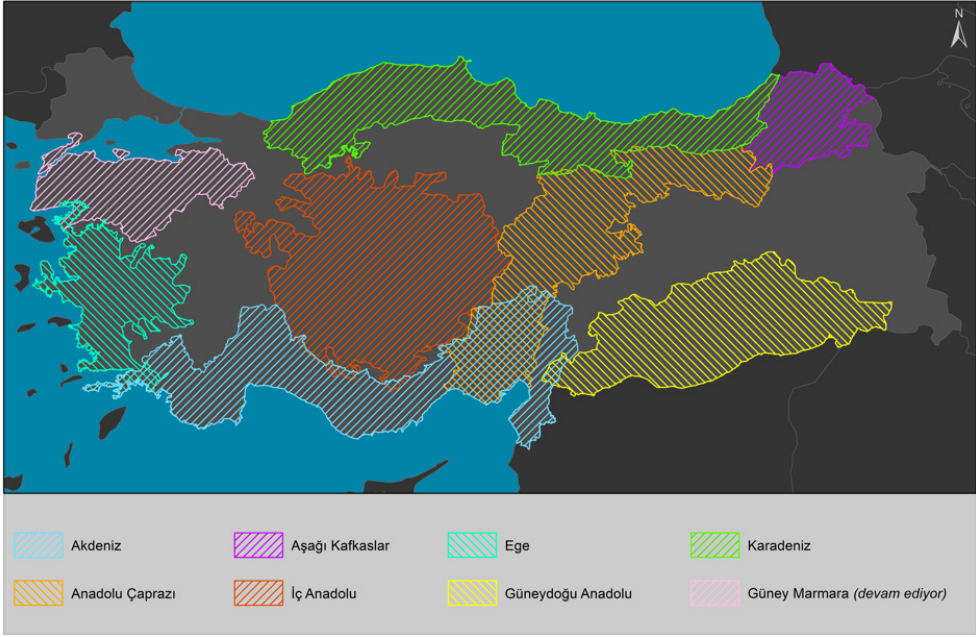 N
Akdeniz
Aşağı Kafkaslar
Ege
Karadeniz
Anadolu Çaprazı
İç Anadolu
Güneydoğu Anadolu
Güney Marmara (devam ediyor)